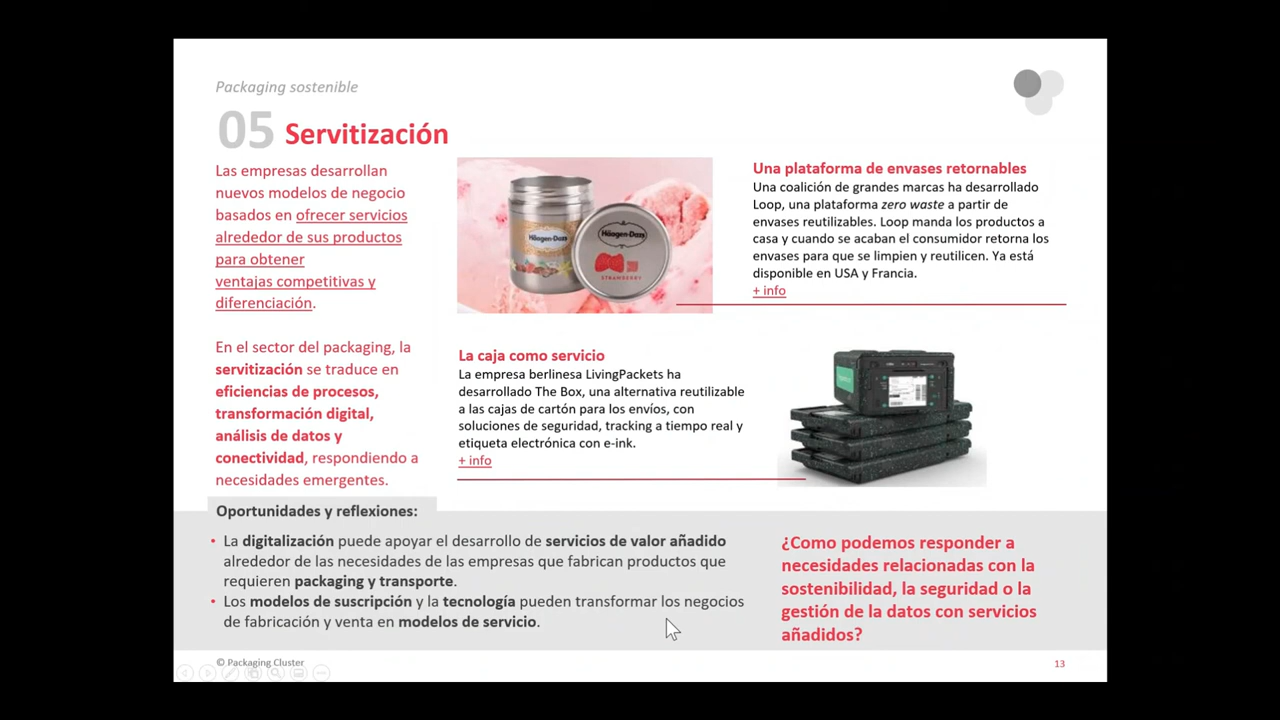 Packaging sostenible
05 Servitización
Las empresas desarrollan
nuevos modelos de negocio
basados en ofrecer servicios
alrededor de sus productos
para obtener
ventajas competitivas y
diferenciación.
En el sector del packaging, la
servitización se traduce en
eficiencias de procesos,
transformación digital,
análisis de datos y
conectividad, respondiendo a
necesidades emergentes.
Häagen-Dazs
Häagen-Dazs
STRAWBERRY
Una plataforma de envases retornables
Una coalición de grandes marcas ha desarrollado
Loop, una plataforma zero waste a partir de
envases reutilizables. Loop manda los productos a
casa y cuando se acaban el consumidor retorna los
envases para que se limpien y reutilicen. Ya está
disponible en USA y Francia.
+ info
La caja como servicio
La empresa berlinesa LivingPackets ha
desarrollado The Box, una alternativa reutilizable
a las cajas de cartón para los envíos, con
soluciones de seguridad, tracking a tiempo real y
etiqueta electrónica con e-ink.
+ info
Oportunidades y reflexiones:
• La digitalización puede apoyar el desarrollo de servicios de valor añadido
alrededor de las necesidades de las empresas que fabrican productos que
requieren packaging y transporte.
• Los modelos de suscripción y la tecnología pueden transformar los negocios
de fabricación y venta en modelos de servicio.
¿Como podemos responder a
necesidades relacionadas con la
sostenibilidad, la seguridad o la
gestión de la datos con servicios
añadidos?
© Packaging Cluster
13